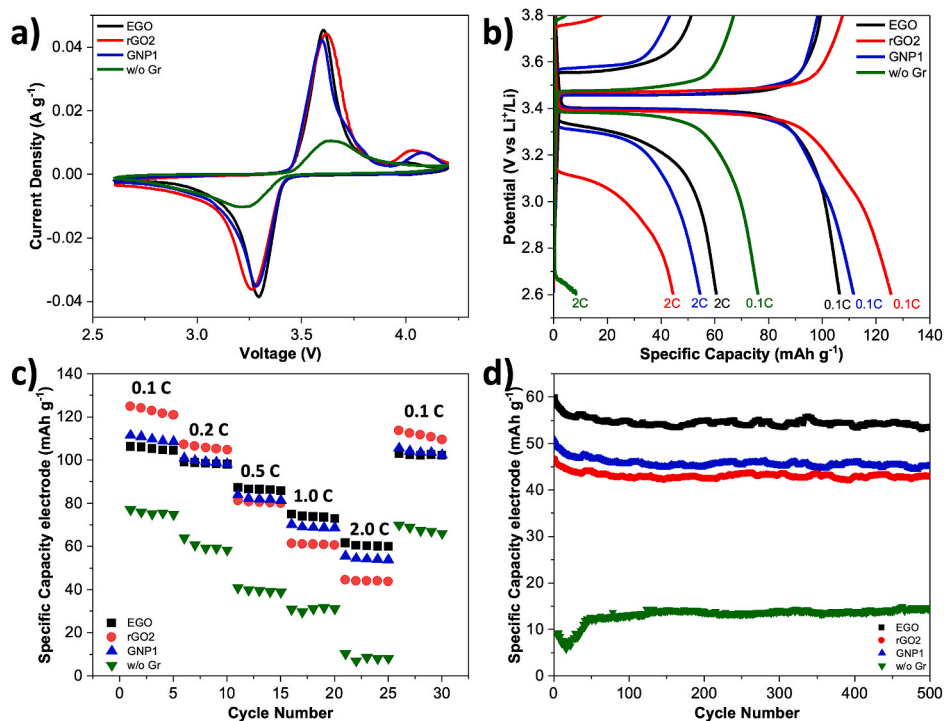 a)
EGO
rGO2
GNP1
w/o Gr
0.04
0.02
0.00
-0.02
-0.04
2.5 3.0 3.5 4.0
Voltage (V)
Current Density (A g⁻¹)
b)
EGO
rGO2
GNP1
w/o Gr
3.8
3.6
3.4
3.2
3.0
2.8
2.6
2C 2C 2C 2C 0.1C 0.1C 0.1C 0.1C
0 20 40 60 80 100 120 140
Specific Capacity (mAh g⁻¹)
Potential (V vs Li⁺/Li)
c)
140
120
100
80
60
40
20
0
0.1 C
0.2 C
0.5 C
1.0 C
2.0 C
0.1 C
EGO
rGO2
GNP1
w/o Gr
0 5 10 15 20 25 30
Cycle Number
Specific Capacity electrode (mAh g⁻¹)
d)
60
50
40
30
20
10
0
EGO
rGO2
GNP1
w/o Gr
0 100 200 300 400 500
Cycle Number
Specific Capacity electrode (mAh g⁻¹)